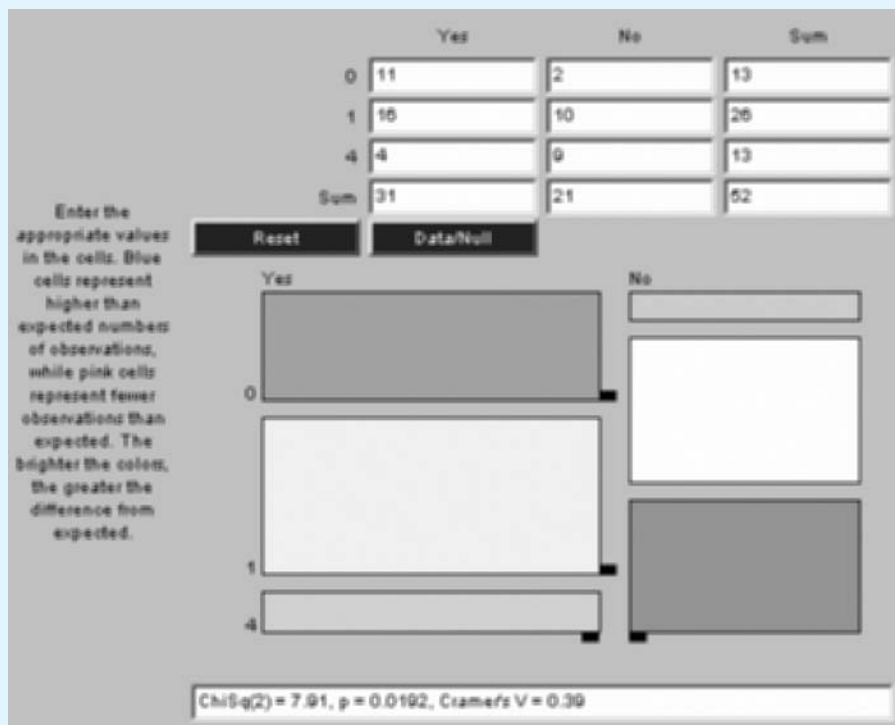 Yes No Sum
0 11 2 13
1 16 10 26
4 4 9 13
Sum 31 21 52
Enter the
appropriate values
in the cells. Blue
cells represent
higher than
expected numbers
of observations,
while pink cells
represent fewer
observations than
expected. The
brighter the colors,
the greater the
difference from
expected.
Reset Data/Null
Yes No
0
1
4
ChiSq(2) = 7.91, p = 0.0192, Cramer's V = 0.39